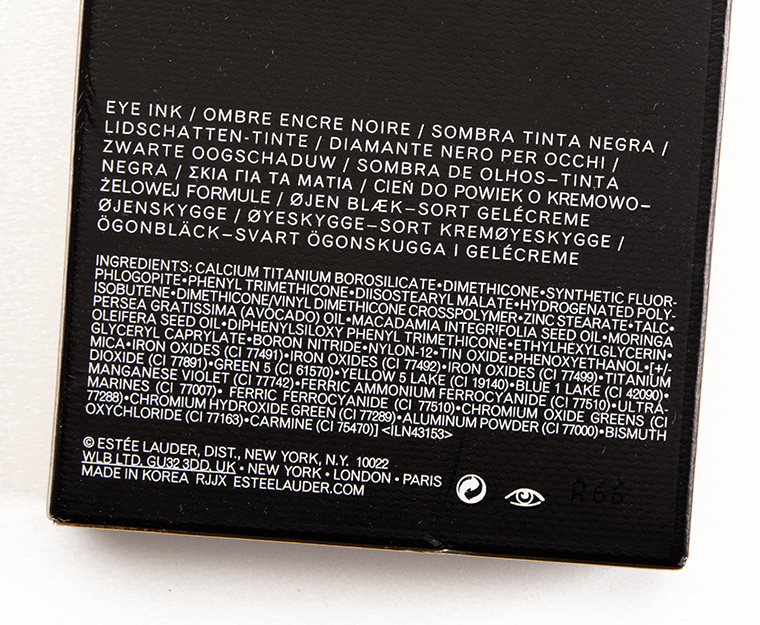 EYE INK / OMBRE ENCRE NOIRE / SOMBRA TINTA NEGRA /
LIDSCHATTEN-TINTE / DIAMANTE NERO PER OCCHI /
ZWARTE OOGSCHADUW / SOMBRA DE OLHOS–TINTA
NEGRA / ΣΚΙΑ ΓΙΑ ΤΑ ΜΑΤΙΑ / CIEŃ DO POWIEK O KREMOWO–
ŻELOWEJ FORMULE / ØJEN BLÆK–SORT GELÉCREME
ØJENSKYGGE / ØYESKYGGE–SORT KREMØYESKYGGE /
ÖGONBLÄCK–SVART ÖGONSKUGGA I GELÉCREME
INGREDIENTS: CALCIUM TITANIUM BOROSILICATE•DIMETHICONE•SYNTHETIC FLUOR-
PHLOGOPITE•PHENYL TRIMETHICONE•DIISOSTEARYL MALATE•HYDROGENATED POLY-
ISOBUTENE•DIMETHICONE/VINYL DIMETHICONE CROSSPOLYMER•ZINC STEARATE•TALC•
PERSEA GRATISSIMA (AVOCADO) OIL•MACADAMIA INTEGRIFOLIA SEED OIL•MORINGA
OLEIFERA SEED OIL•DIPHENYLSILOXY PHENYL TRIMETHICONE•ETHYLHEXYLGLYCERIN•
GLYCERYL CAPRYLATE•BORON NITRIDE•NYLON-12•TIN OXIDE•PHENOXYETHANOL•[+/-
MICA•IRON OXIDES (CI 77491)•IRON OXIDES (CI 77492)•IRON OXIDES (CI 77499)•TITANIUM
DIOXIDE (CI 77891)•GREEN 5 (CI 61570)•YELLOW 5 LAKE (CI 19140)•BLUE 1 LAKE (CI 42090)•
MANGANESE VIOLET (CI 77742)•FERRIC AMMONIUM FERROCYANIDE (CI 77510)•ULTRA-
MARINES (CI 77007)• FERRIC FERROCYANIDE (CI 77510)•CHROMIUM OXIDE GREENS (CI
77288)•CHROMIUM HYDROXIDE GREEN (CI 77289)•ALUMINUM POWDER (CI 77000)•BISMUTH
OXYCHLORIDE (CI 77163)•CARMINE (CI 75470)] <ILN43153>
© ESTÉE LAUDER, DIST., NEW YORK, N.Y. 10022
WLB LTD. GU32 3DD. UK • NEW YORK • LONDON • PARIS
MADE IN KOREA RJJX ESTEELAUDER.COM
A66